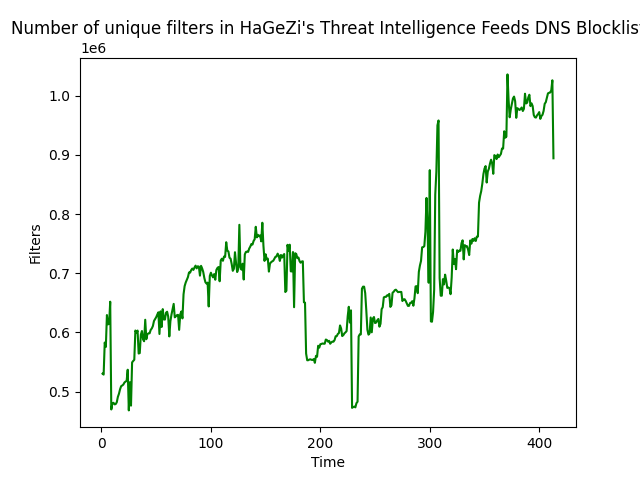 Number of unique filters in HaGeZi's Threat Intelligence Feeds DNS Blocklist
1e6
1.0
0.9
0.8
0.7
0.6
0.5
Filters
0 100 200 300 400
Time